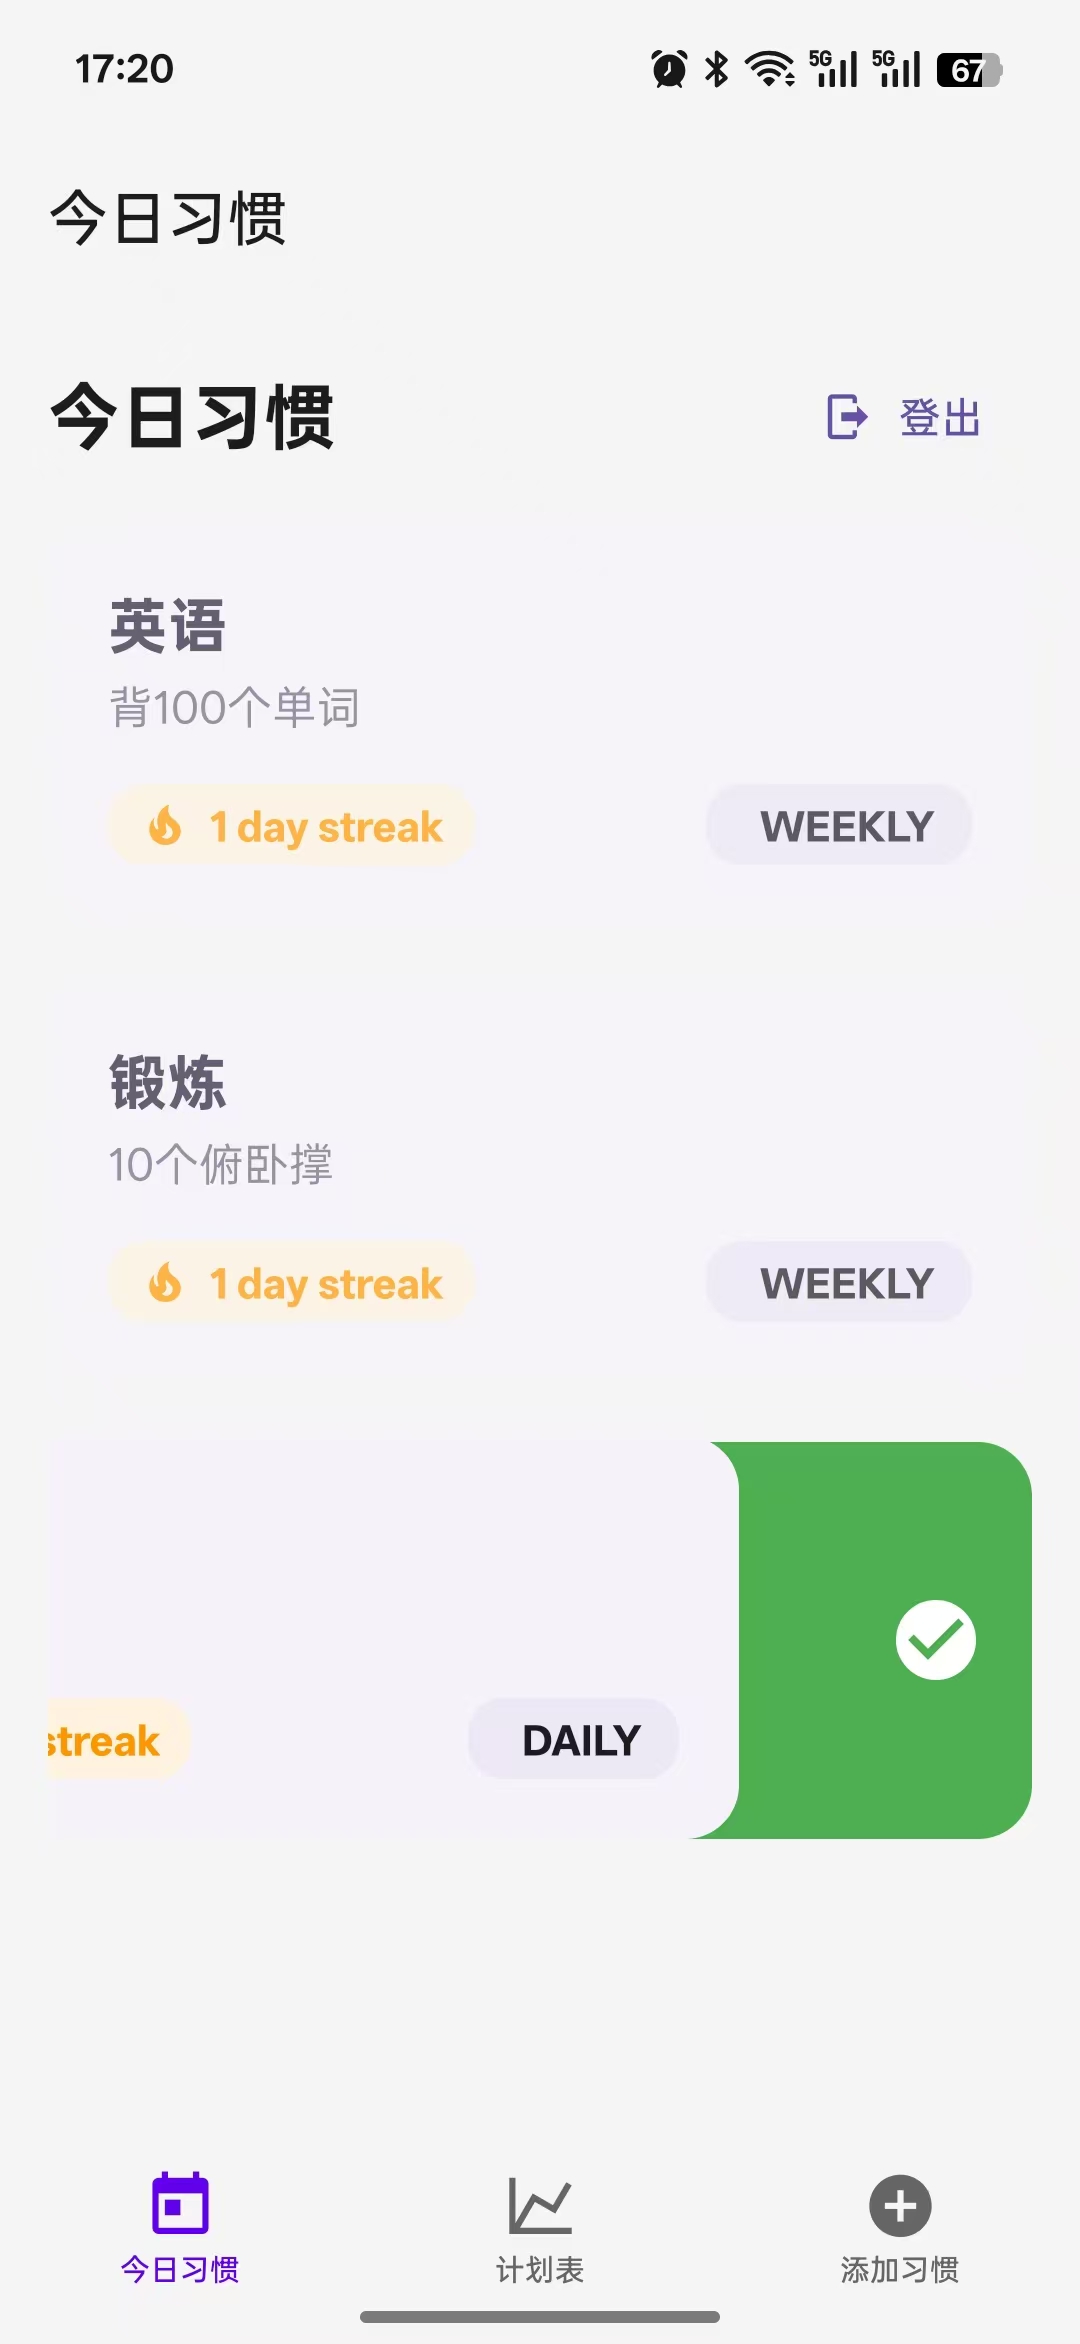 17:20
5G 5G 67
今日习惯
今日习惯
登出
英语
背100个单词
1 day streak
WEEKLY
锻炼
10个俯卧撑
1 day streak
WEEKLY
streak
DAILY
今日习惯
计划表
添加习惯